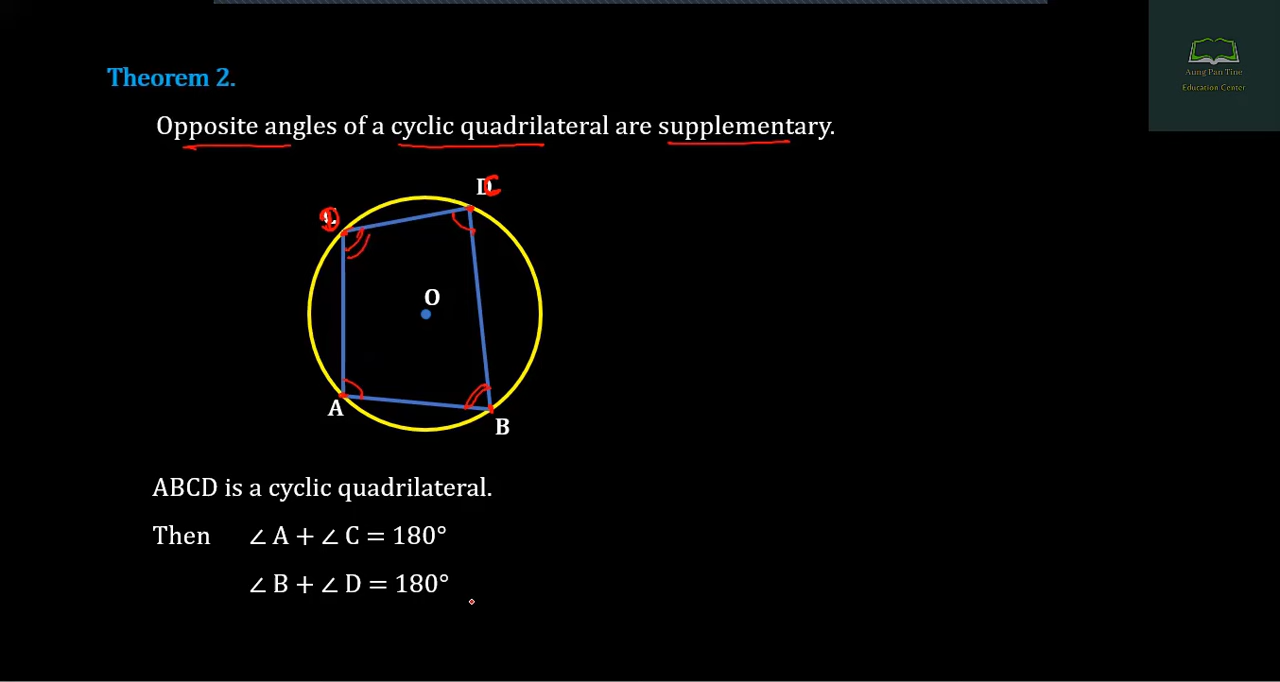 Aung Pan Tine
Education Center
Theorem 2.
Opposite angles of a cyclic quadrilateral are supplementary.
D C
D
O
A
B
ABCD is a cyclic quadrilateral.
Then ∠ A + ∠ C = 180°
∠ B + ∠ D = 180°